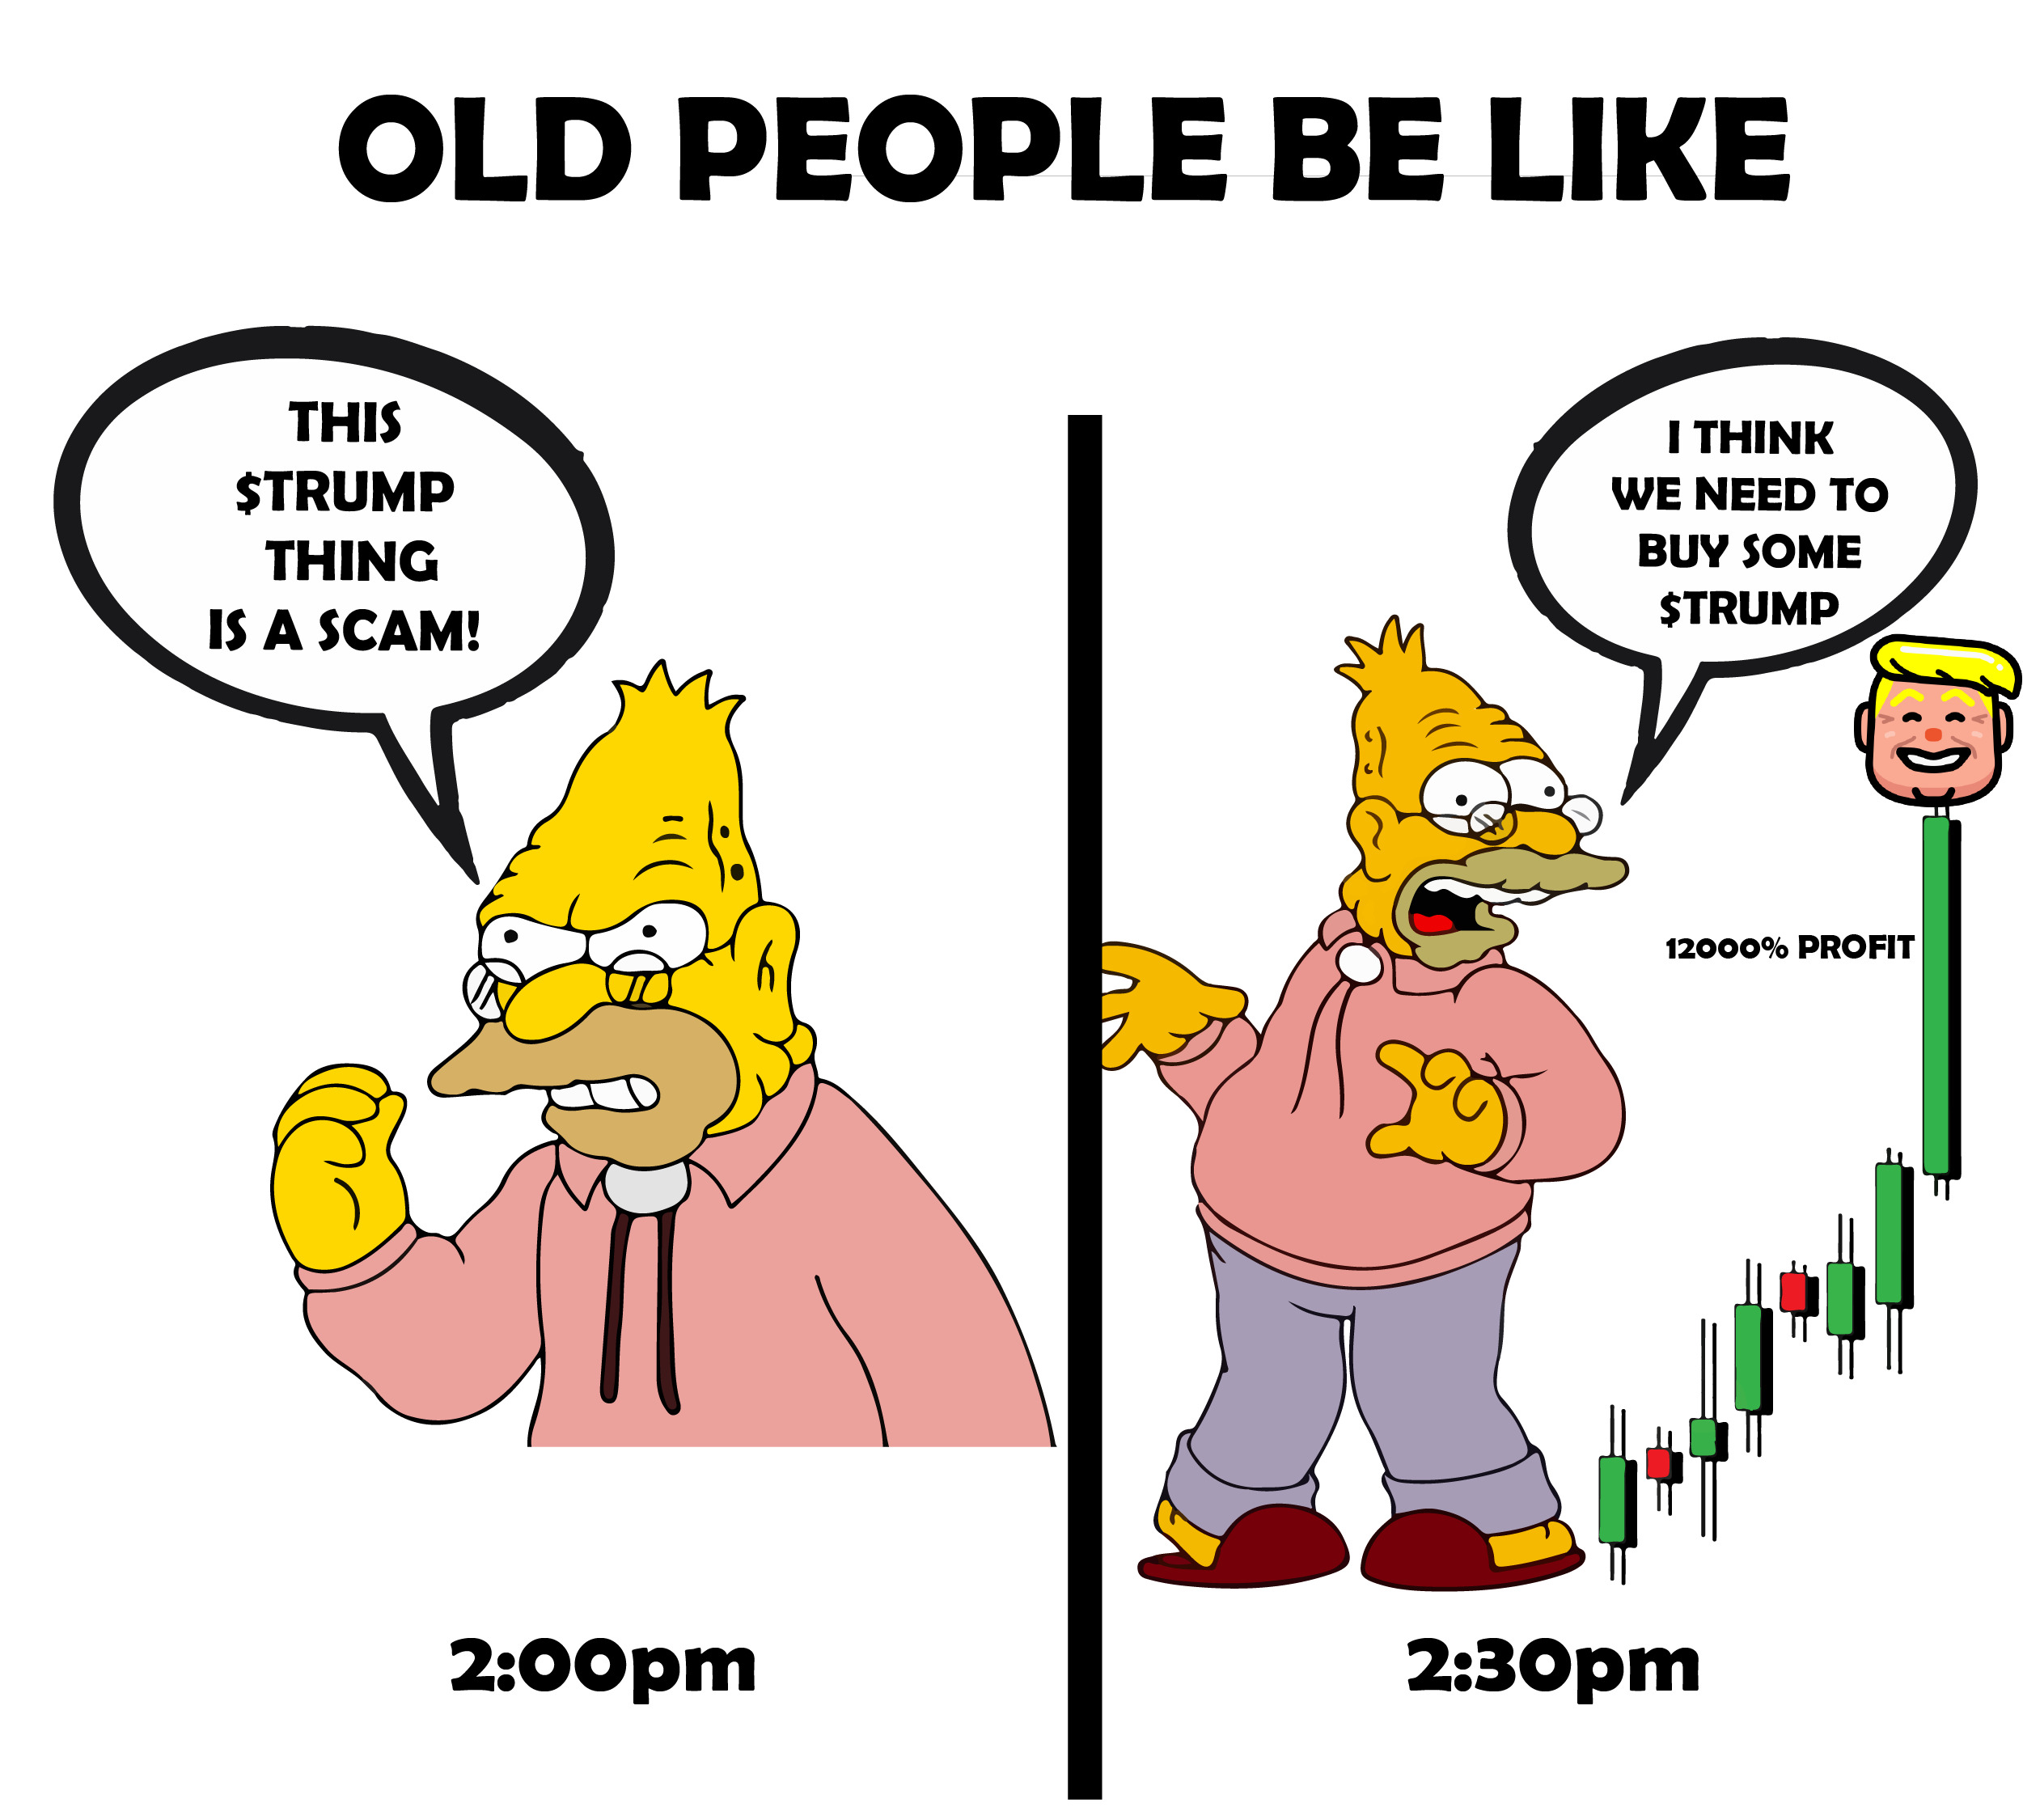 OLD PEOPLE BE LIKE
THIS
$TRUMP
THING
IS A SCAM!
I THINK
WE NEED TO
BUY SOME
$TRUMP
12000% PROFIT
2:00pm
2:30pm